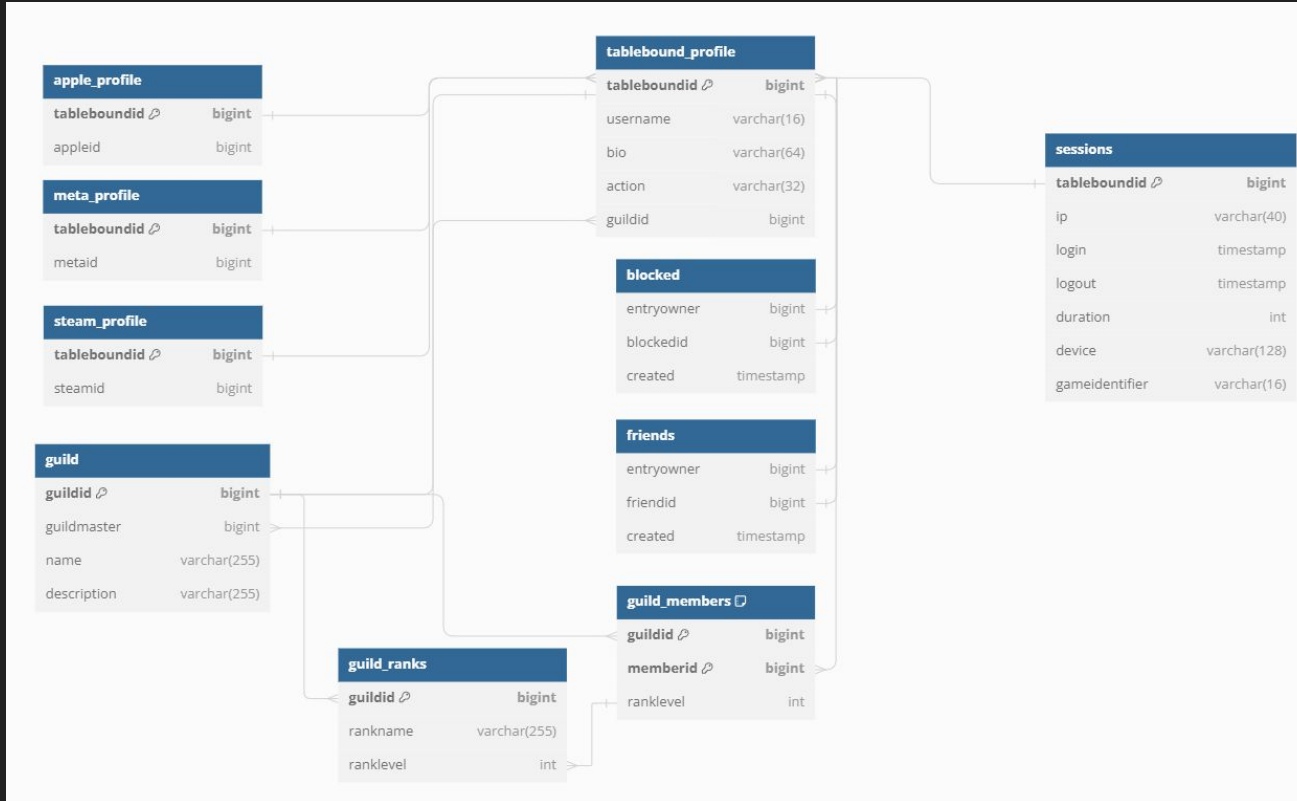 apple_profile
tableboundid bigint
appleid bigint
meta_profile
tableboundid bigint
metaid bigint
steam_profile
tableboundid bigint
steamid bigint
guild
guildid bigint
guildmaster bigint
name varchar(255)
description varchar(255)
guild_ranks
guildid bigint
rankname varchar(255)
ranklevel int
tablebound_profile
tableboundid bigint
username varchar(16)
bio varchar(64)
action varchar(32)
guildid bigint
blocked
entryowner bigint
blockedid bigint
created timestamp
friends
entryowner bigint
friendid bigint
created timestamp
guild_members
guildid bigint
memberid bigint
ranklevel int
sessions
tableboundid bigint
ip varchar(40)
login timestamp
logout timestamp
duration int
device varchar(128)
gameidentifier varchar(16)